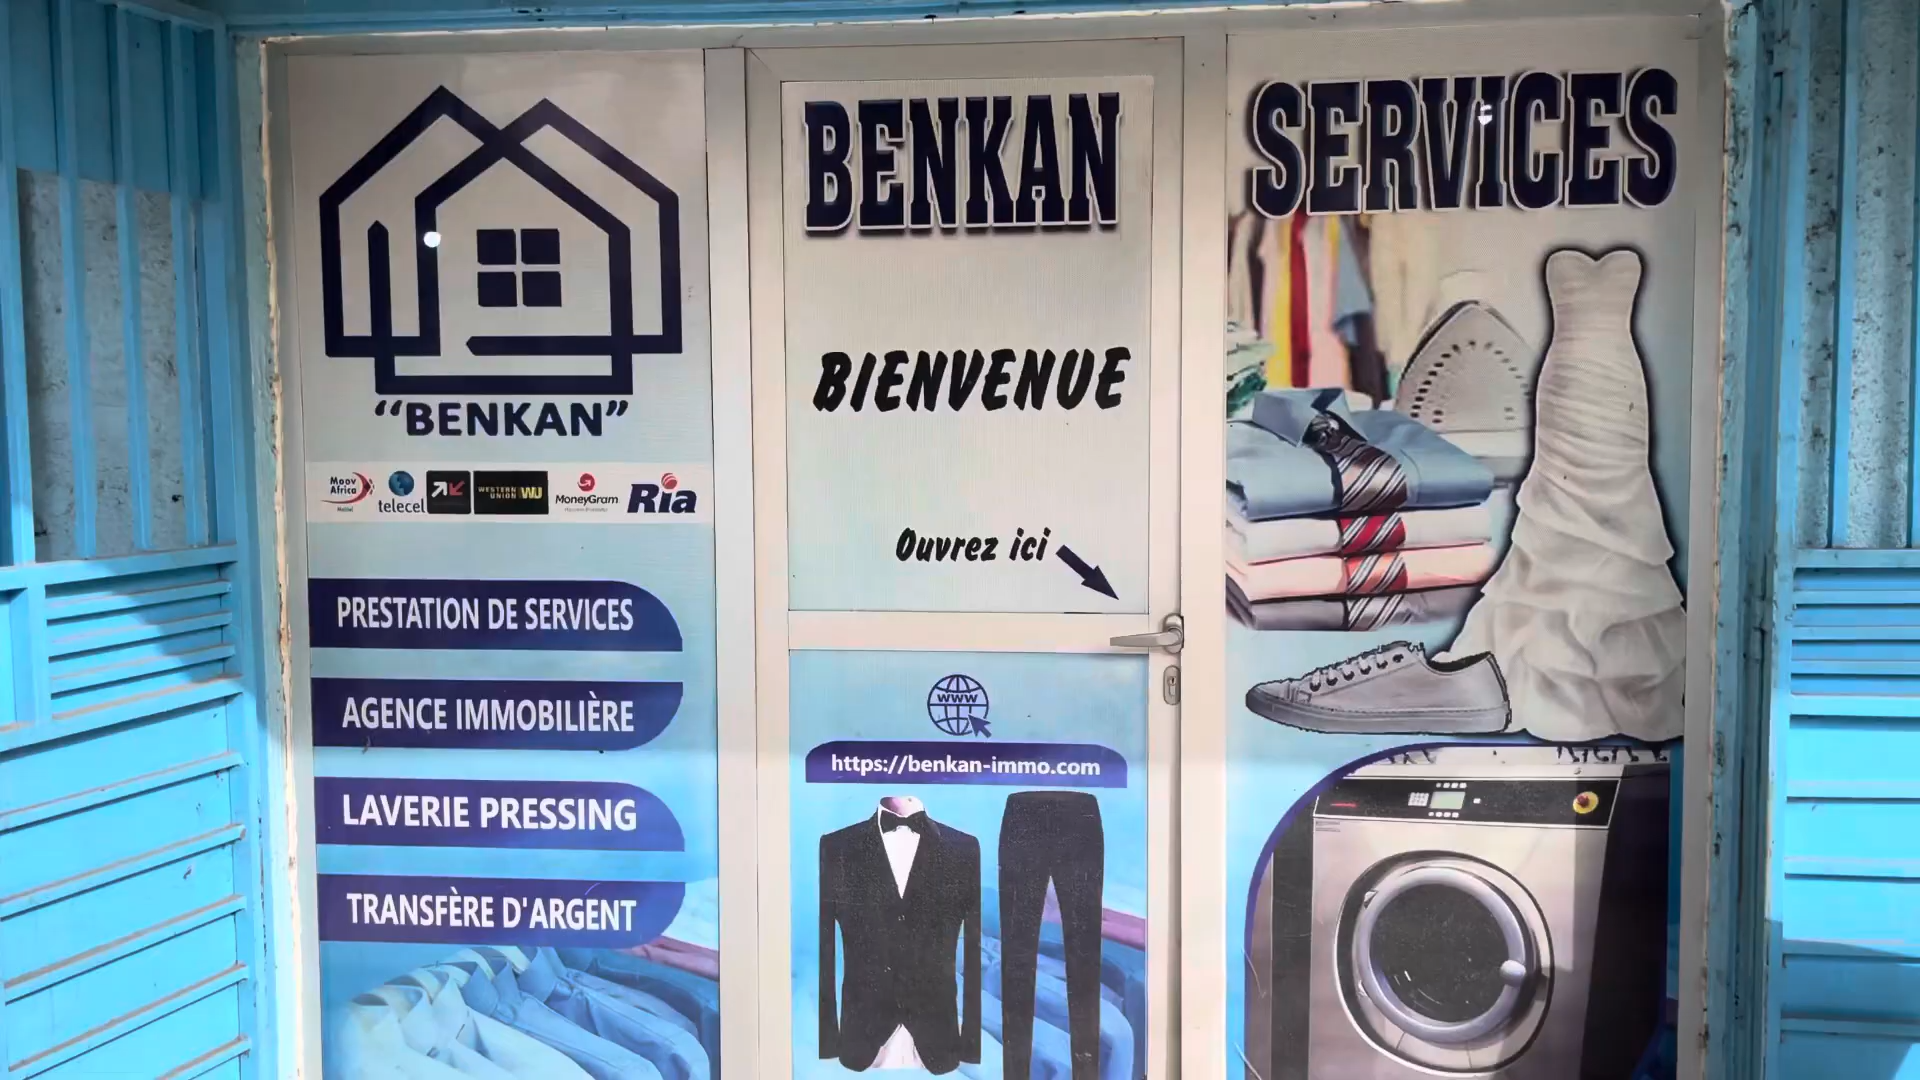 BENKAN SERVICES
"BENKAN"
Moov Africa
telecel
WESTERN UNION WU
MoneyGram
Ria
PRESTATION DE SERVICES
AGENCE IMMOBILIÈRE
LAVERIE PRESSING
TRANSFÈRE D'ARGENT
BIENVENUE
Ouvrez ici
www
https://benkan-immo.com